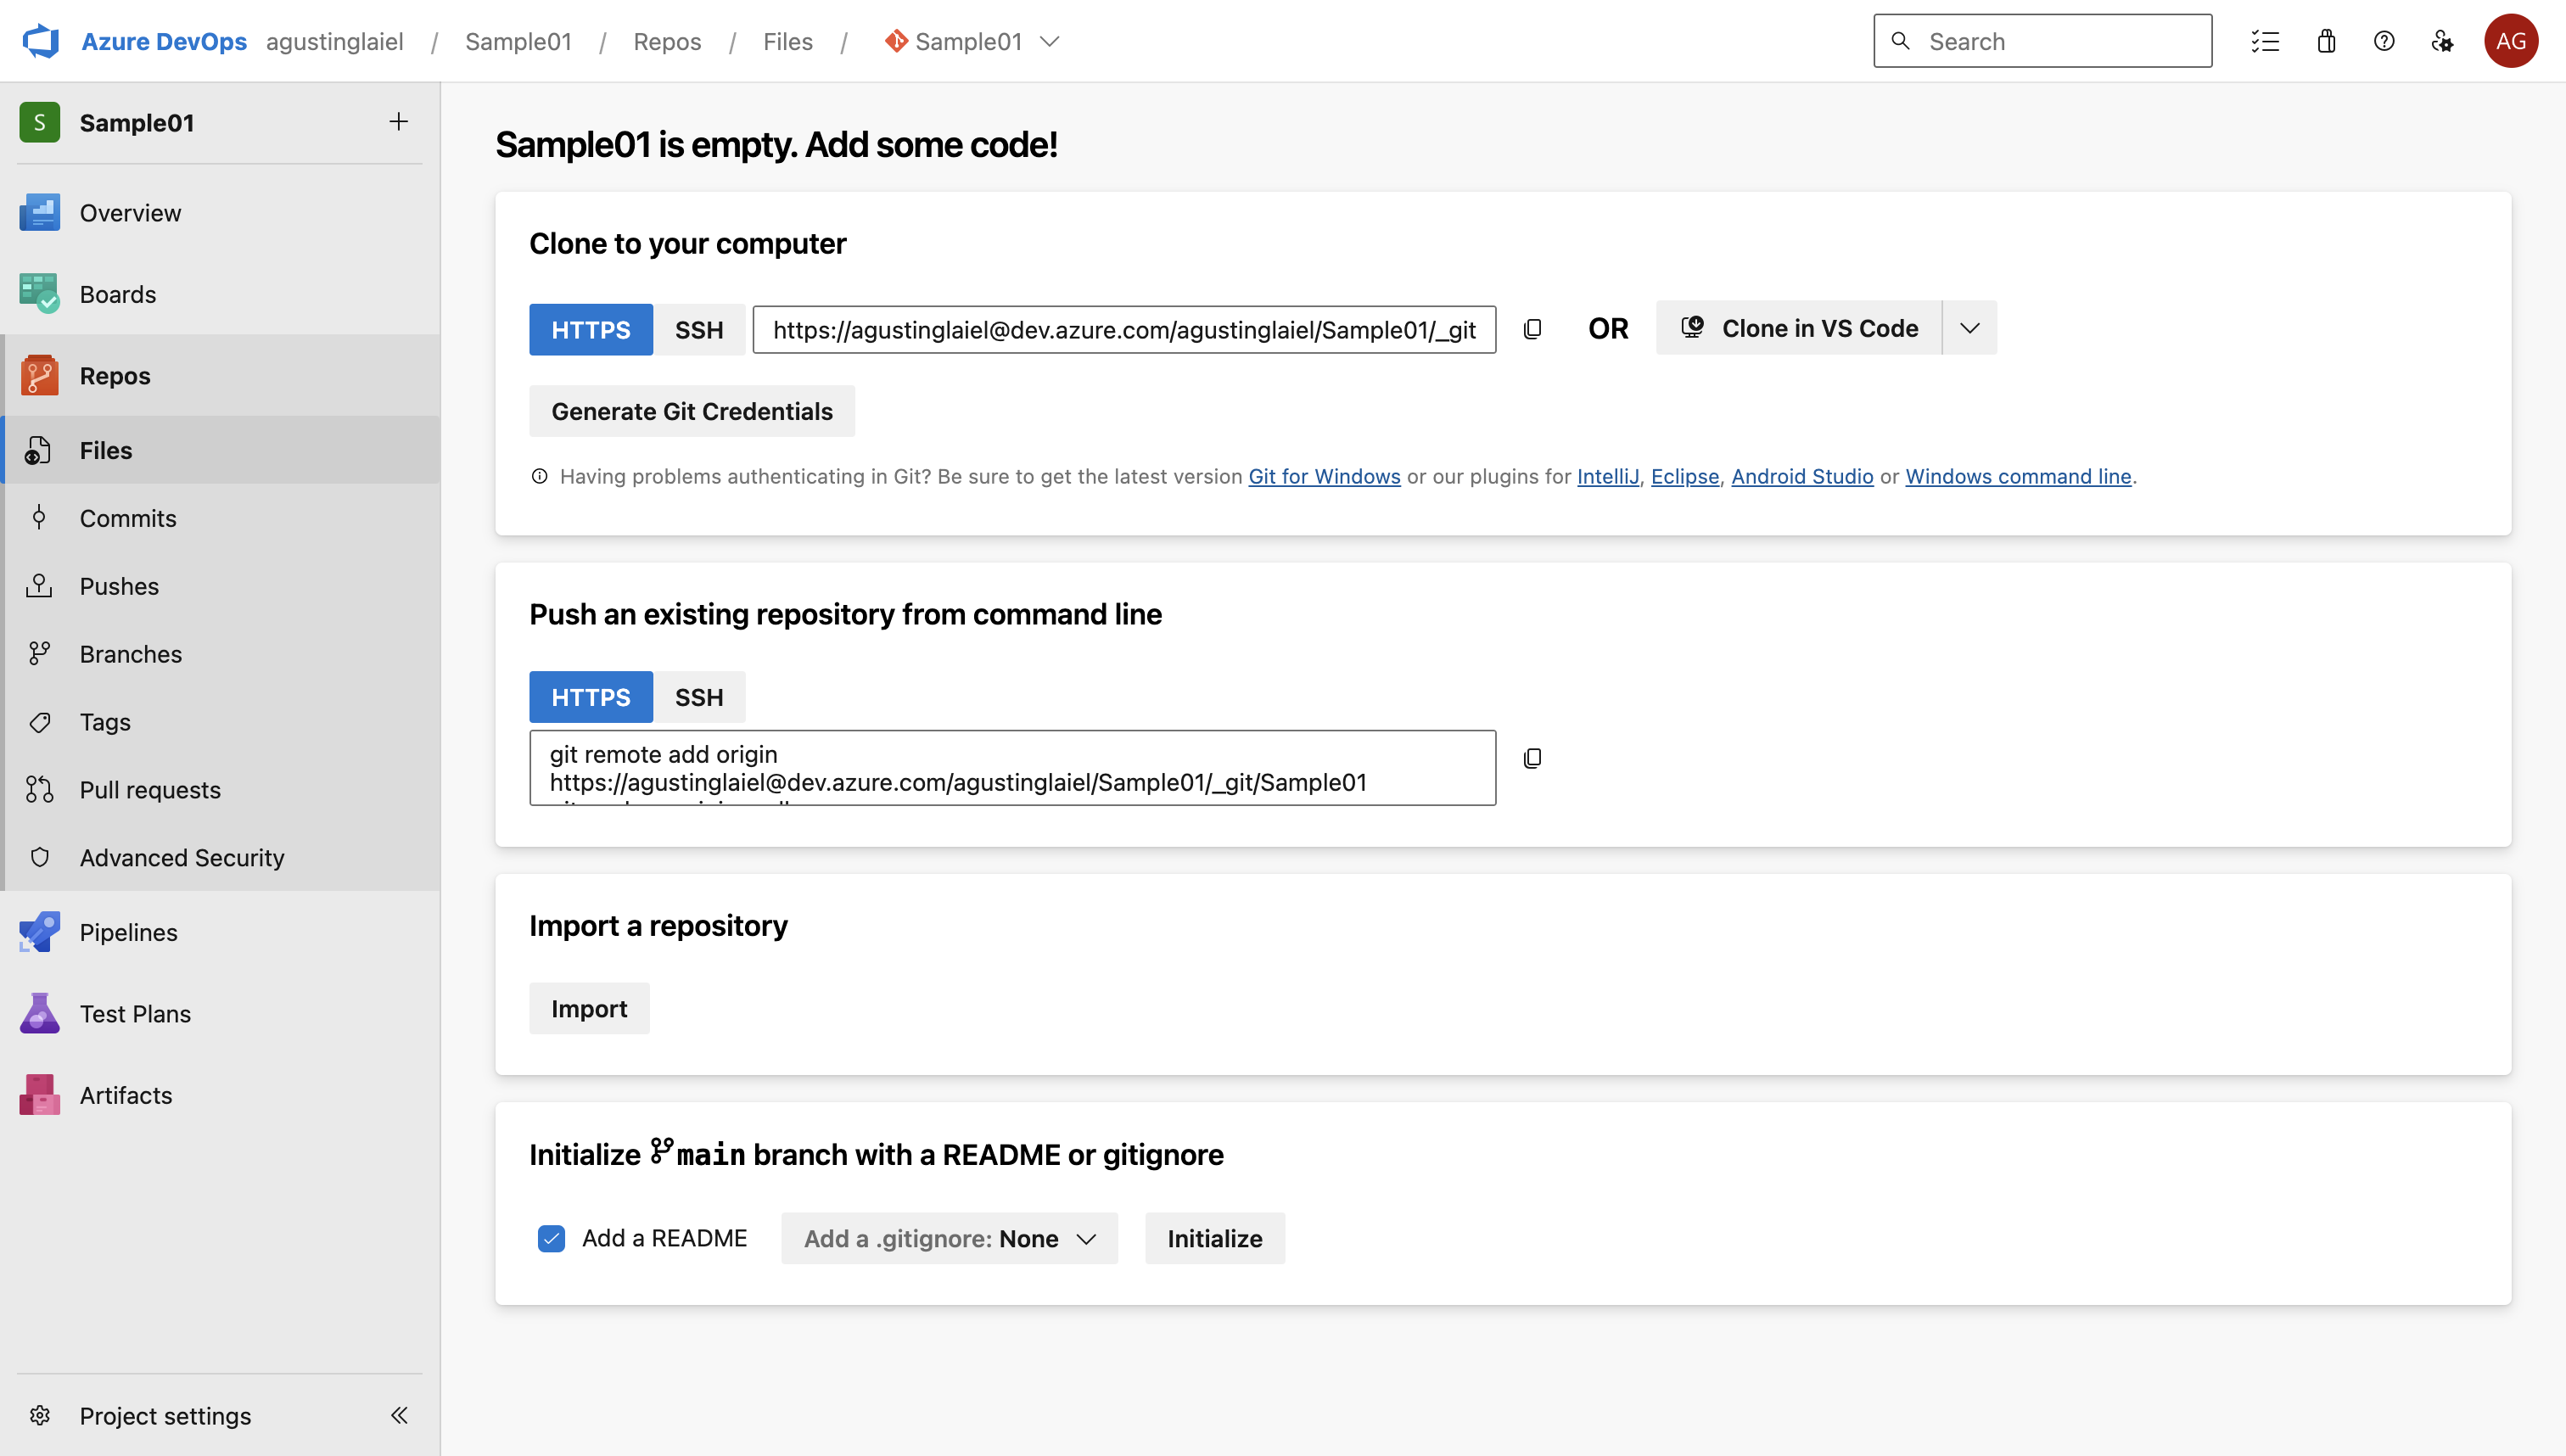 Azure DevOps agustinglaiel / Sample01 / Repos / Files / Sample01
Search
AG
S Sample01
Overview
Boards
Repos
Files
Commits
Pushes
Branches
Tags
Pull requests
Advanced Security
Pipelines
Test Plans
Artifacts
Project settings
Sample01 is empty. Add some code!
Clone to your computer
HTTPS SSH https://agustinglaiel@dev.azure.com/agustinglaiel/Sample01/_git OR Clone in VS Code
Generate Git Credentials
Having problems authenticating in Git? Be sure to get the latest version Git for Windows or our plugins for IntelliJ, Eclipse, Android Studio or Windows command line.
Push an existing repository from command line
HTTPS SSH
git remote add origin
https://agustinglaiel@dev.azure.com/agustinglaiel/Sample01/_git/Sample01
Import a repository
Import
Initialize main branch with a README or gitignore
Add a README Add a .gitignore: None Initialize